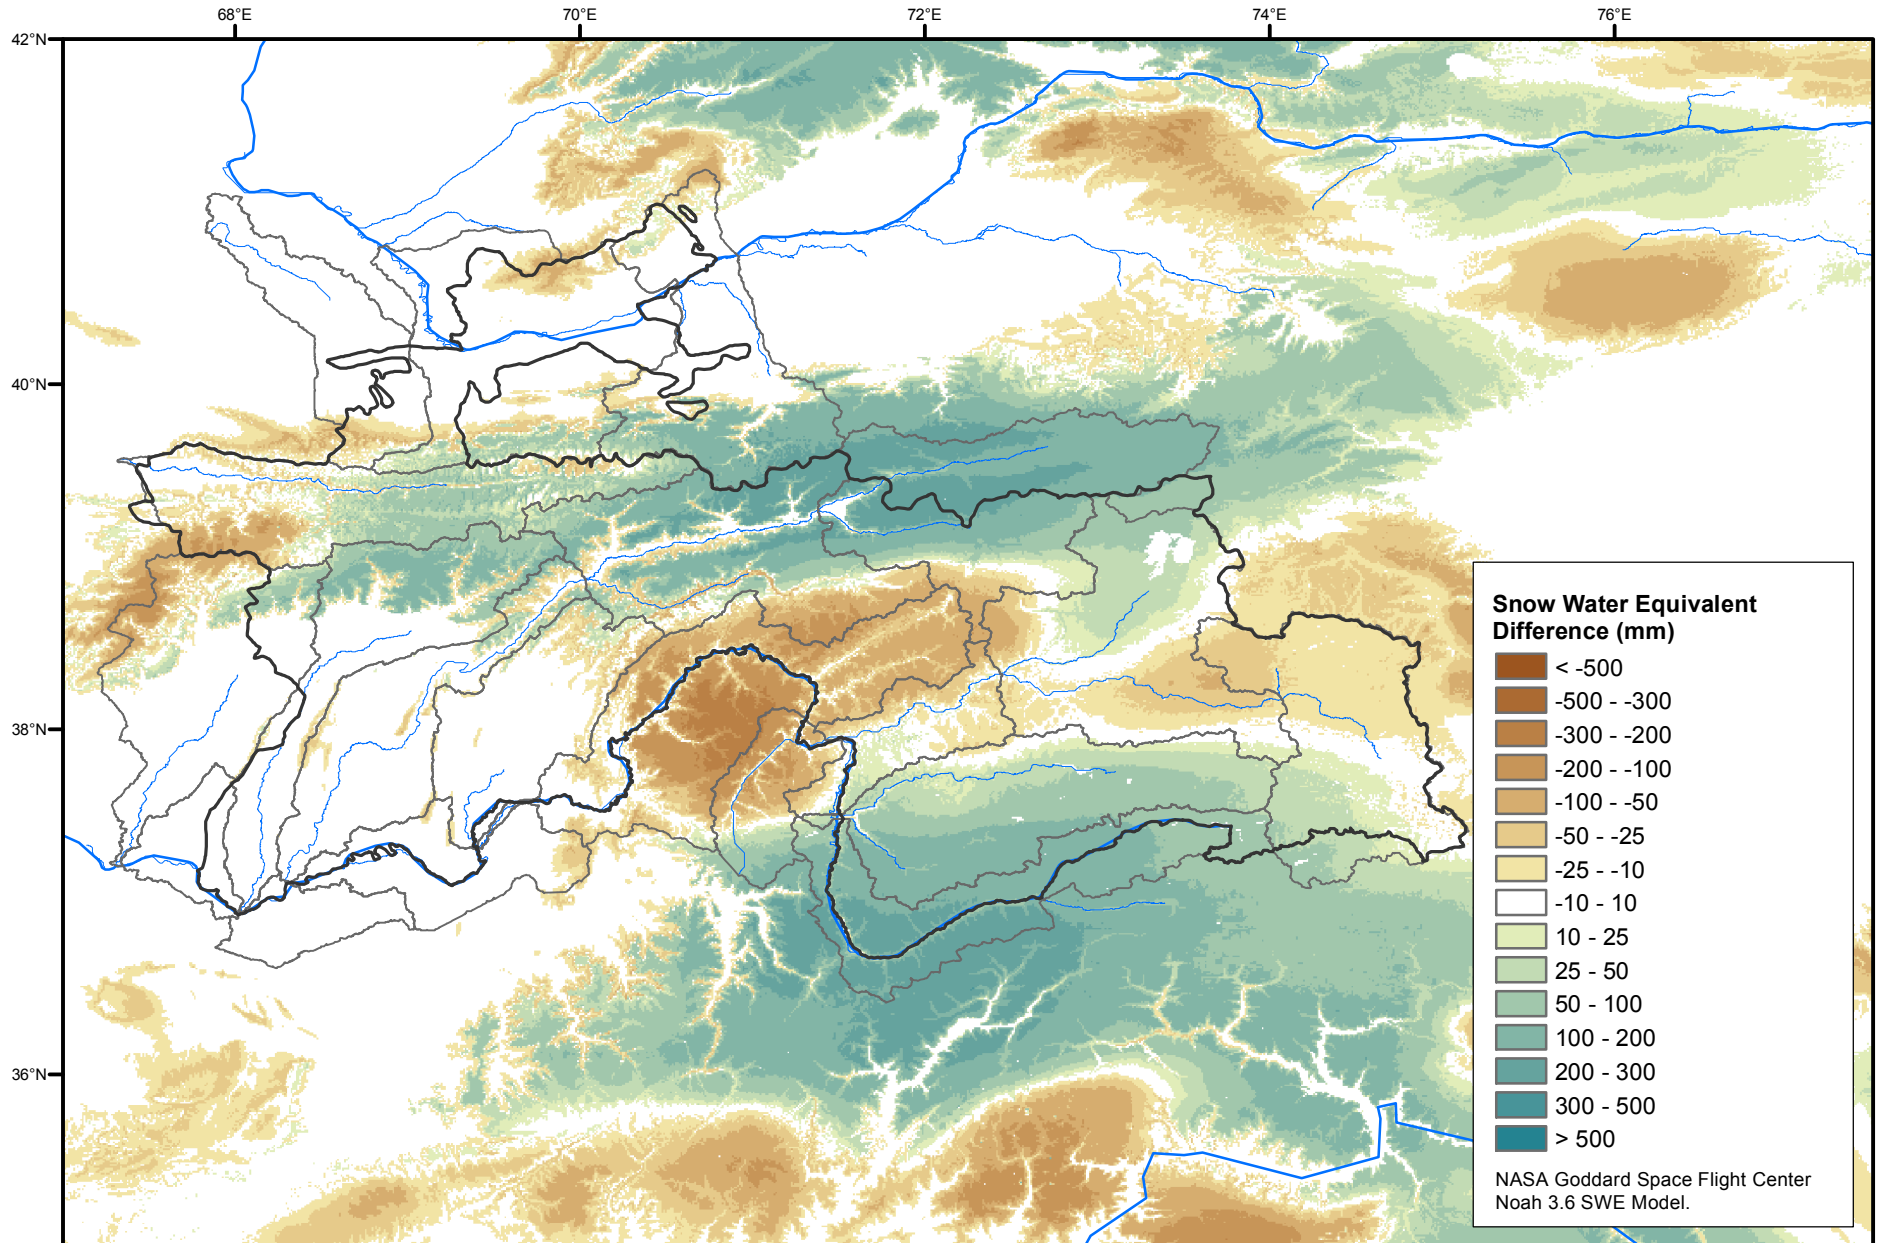 68°E
70°E
72°E
74°E
76°E
42°N
40°N
38°N
36°N
Snow Water Equivalent
Difference (mm)
< -500
-500 - -300
-300 - -200
-200 - -100
-100 - -50
-50 - -25
-25 - -10
-10 - 10
10 - 25
25 - 50
50 - 100
100 - 200
200 - 300
300 - 500
> 500
NASA Goddard Space Flight Center
Noah 3.6 SWE Model.